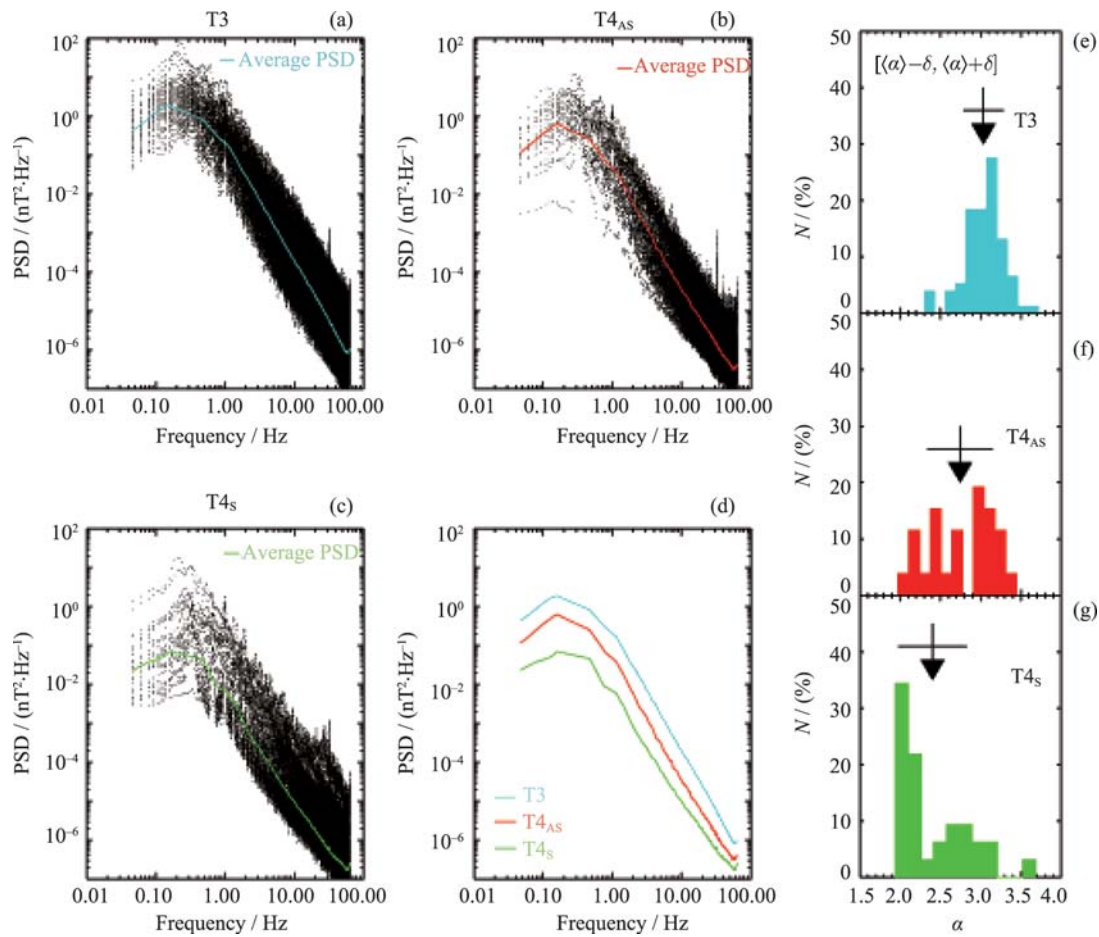 T3 (a)
PSD / (nT²·Hz⁻¹)
10²
10⁰
10⁻²
10⁻⁴
10⁻⁶
Average PSD
0.01 0.10 1.00 10.00 100.00
Frequency / Hz
T4AS (b)
PSD / (nT²·Hz⁻¹)
10²
10⁰
10⁻²
10⁻⁴
10⁻⁶
Average PSD
0.01 0.10 1.00 10.00 100.00
Frequency / Hz
T4S (c)
PSD / (nT²·Hz⁻¹)
10²
10⁰
10⁻²
10⁻⁴
10⁻⁶
Average PSD
0.01 0.10 1.00 10.00 100.00
Frequency / Hz
(d)
PSD / (nT²·Hz⁻¹)
10²
10⁰
10⁻²
10⁻⁴
10⁻⁶
T3
T4AS
T4S
0.01 0.10 1.00 10.00 100.00
Frequency / Hz
(e)
N / (%)
50
40
30
20
10
0
[⟨α⟩−δ, ⟨α⟩+δ]
T3
(f)
N / (%)
50
40
30
20
10
0
T4AS
(g)
N / (%)
50
40
30
20
10
0
T4S
1.5 2.0 2.5 3.0 3.5 4.0
α